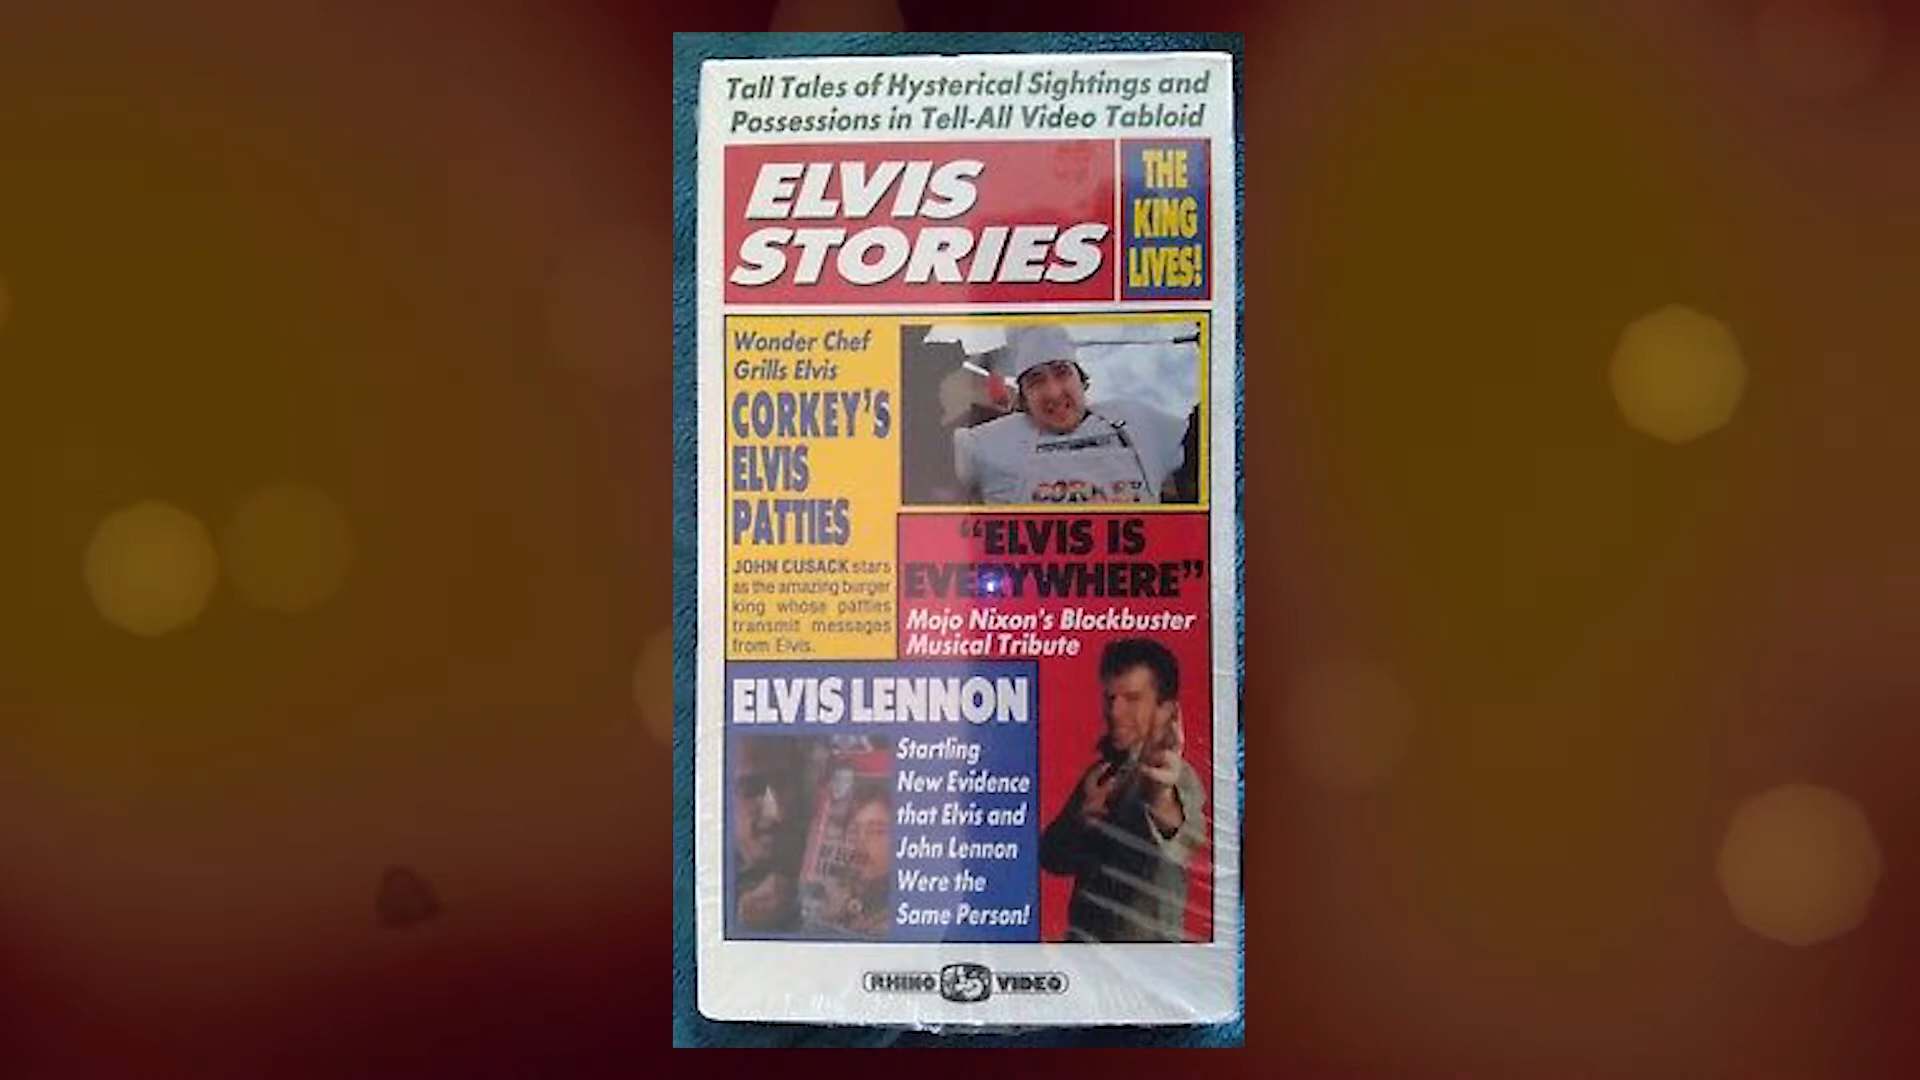 Tall Tales of Hysterical Sightings and
Possessions in Tell-All Video Tabloid
ELVIS
STORIES
THE
KING
LIVES!
Wonder Chef
Grills Elvis
CORKEY'S
ELVIS
PATTIES
JOHN CUSACK stars
as the amazing burger
king whose patties
transmit messages
from Elvis.
CORKEY
“ELVIS IS
EVERYWHERE”
Mojo Nixon's Blockbuster
Musical Tribute
ELVIS LENNON
Startling
New Evidence
that Elvis and
John Lennon
Were the
Same Person!
RHINO VIDEO